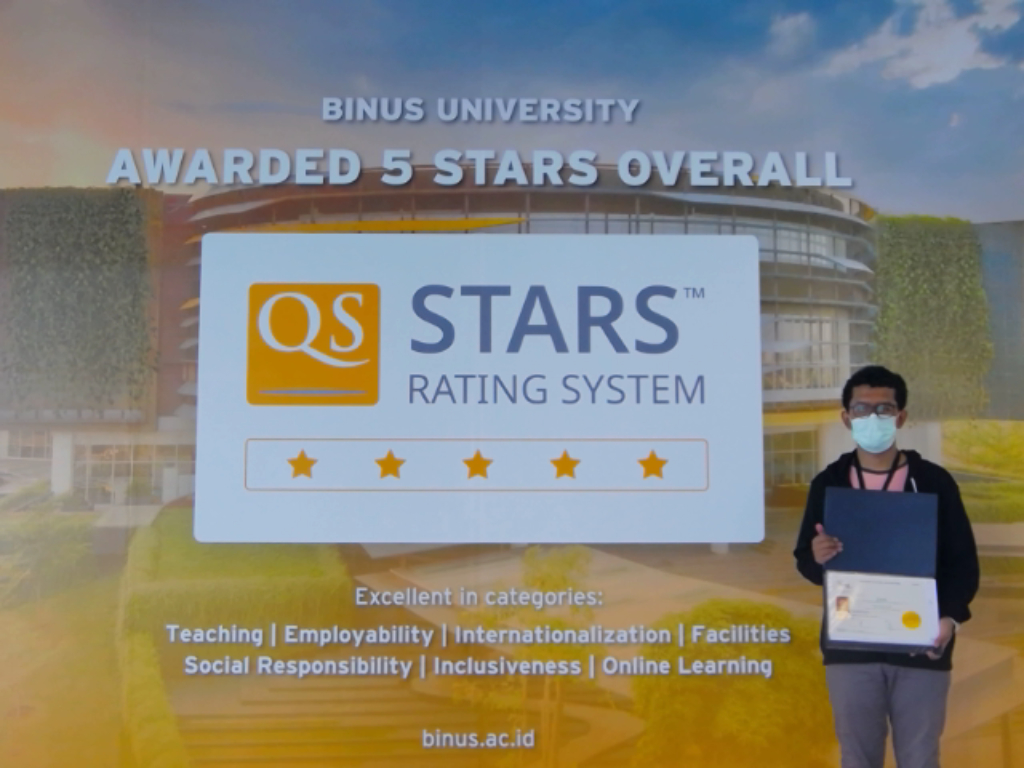 BINUS UNIVERSITY
AWARDED 5 STARS OVERALL
QS
STARS™
RATING SYSTEM
Excellent in categories:
Teaching | Employability | Internationalization | Facilities
Social Responsibility | Inclusiveness | Online Learning
binus.ac.id